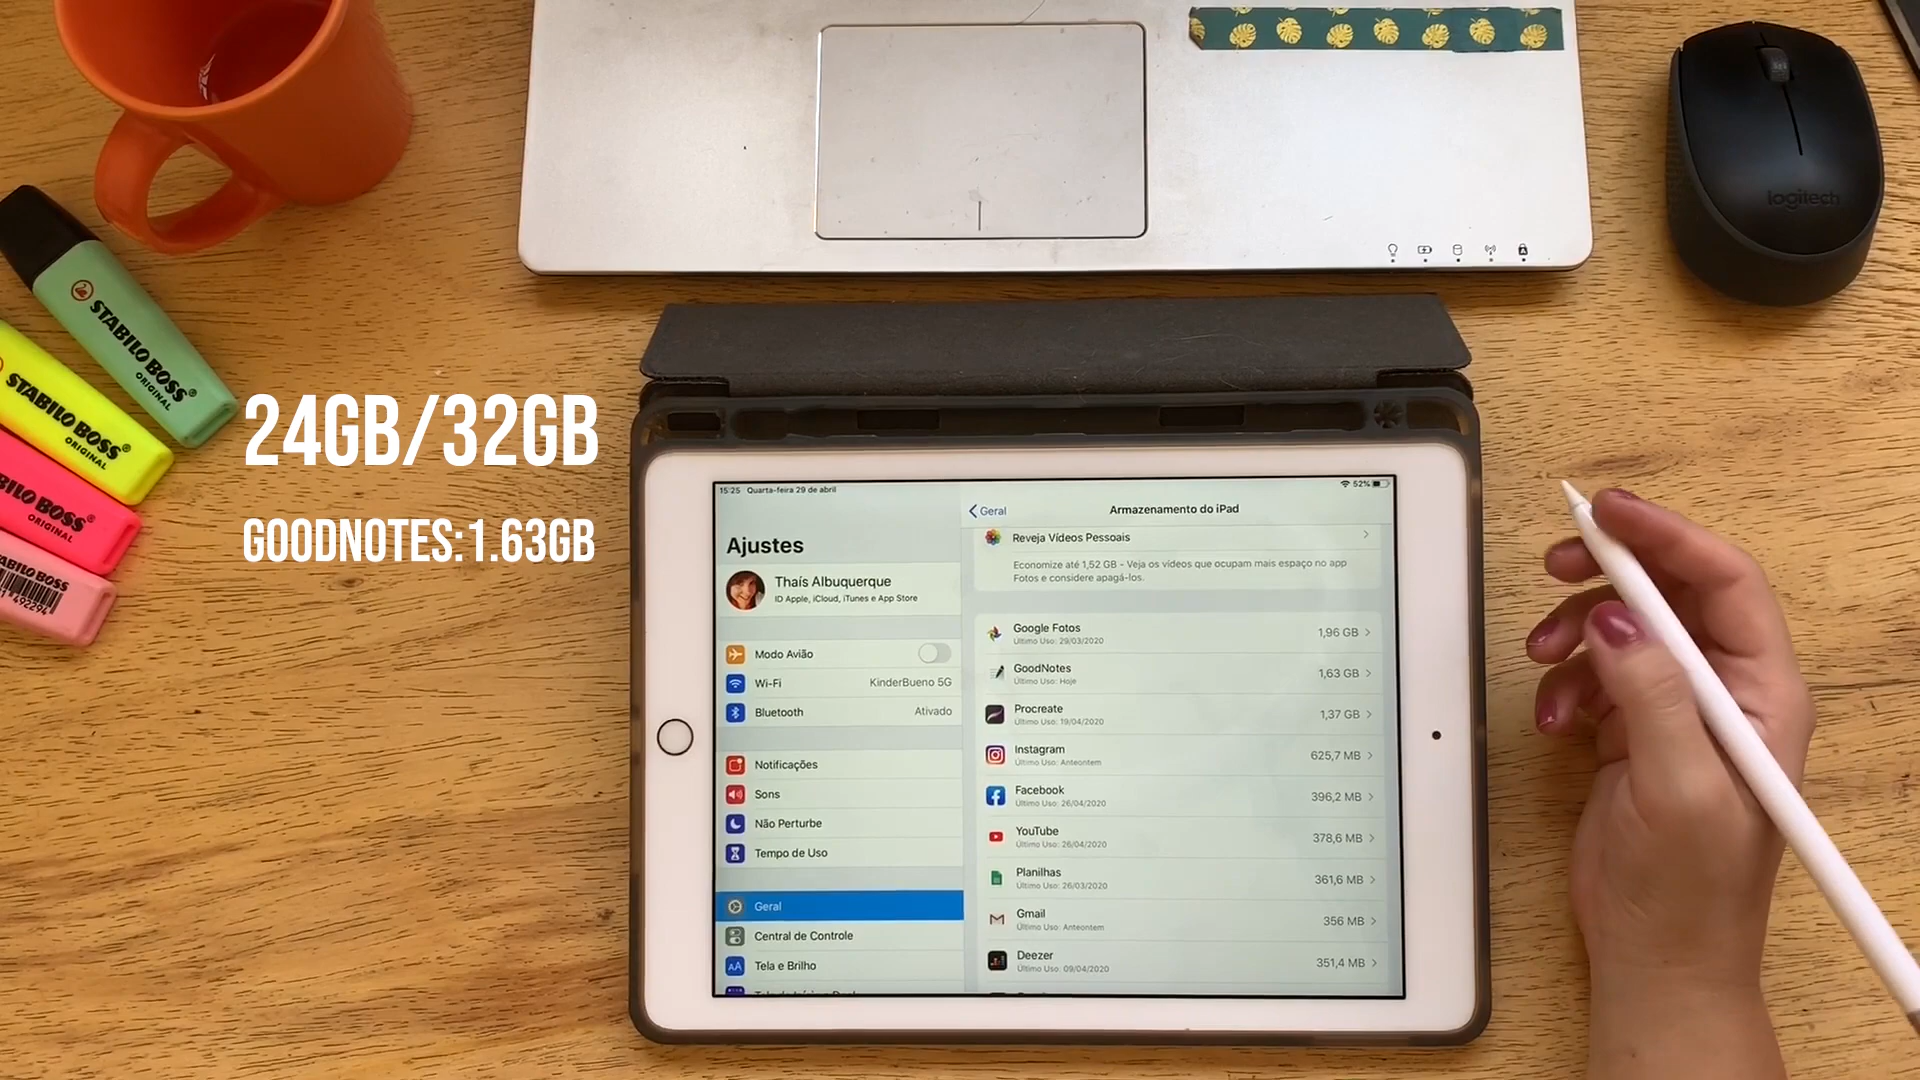 logitech
STABILO BOSS®
ORIGINAL
STABILO BOSS®
ORIGINAL
BOSS®
ORIGINAL
STABILO BOSS
492294
24GB/32GB
GOODNOTES:1.63GB
15:25 Quarta-feira 29 de abril
52%
Ajustes
Thaís Albuquerque
ID Apple, iCloud, iTunes e App Store
Modo Avião
Wi-Fi KinderBueno 5G
Bluetooth Ativado
Notificações
Sons
Não Perturbe
Tempo de Uso
Geral
Central de Controle
AA Tela e Brilho
Geral
Armazenamento do iPad
Reveja Vídeos Pessoais
Economize até 1,52 GB - Veja os vídeos que ocupam mais espaço no app
Fotos e considere apagá-los.
Google Fotos 1,96 GB
Último Uso: 29/03/2020
GoodNotes 1,63 GB
Último Uso: Hoje
Procreate 1,37 GB
Último Uso: 19/04/2020
Instagram 625,7 MB
Último Uso: Anteontem
Facebook 396,2 MB
Último Uso: 26/04/2020
YouTube 378,6 MB
Último Uso: 26/04/2020
Planilhas 361,6 MB
Último Uso: 26/03/2020
Gmail 356 MB
Último Uso: Anteontem
Deezer 351,4 MB
Último Uso: 09/04/2020